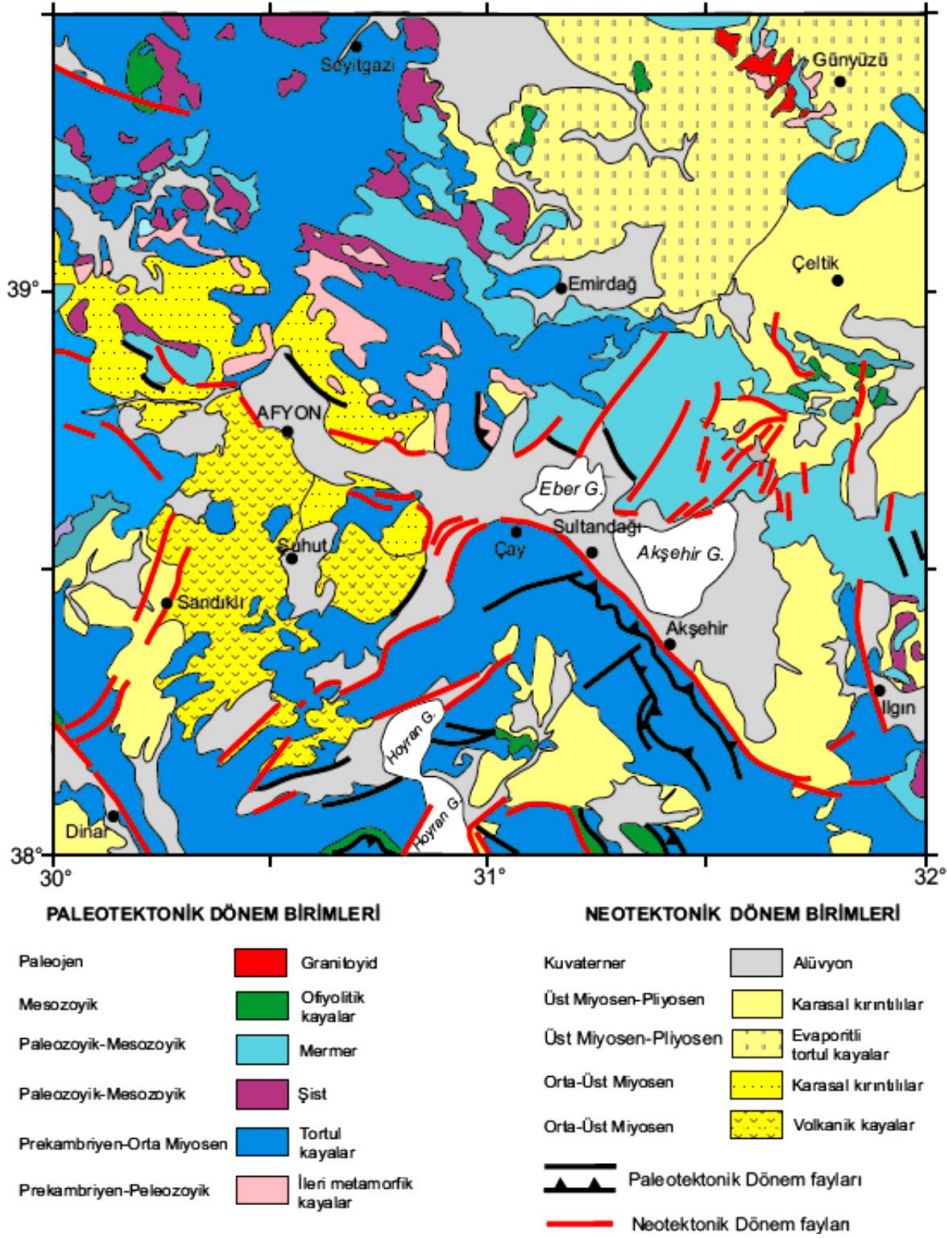 Seyitgazi
Günyüzü
39°
Emirdağ
Çeltik
AFYON
Eber G.
Sultandağı
Çay
Akşehir G.
Şuhut
Sandıklı
Akşehir
Ilgın
Hoyran G.
Hoyran G.
Dinar
38°
30°
31°
32°
PALEOTEKTONİK DÖNEM BİRİMLERİ
Paleojen
Granitoyid
Mesozoyik
Ofiyolitik
kayalar
Paleozoyik-Mesozoyik
Mermer
Paleozoyik-Mesozoyik
Şist
Prekambriyen-Orta Miyosen
Tortul
kayalar
Prekambriyen-Peleozoyik
İleri metamorfik
kayalar
NEOTEKTONİK DÖNEM BİRİMLERİ
Kuvaterner
Alüvyon
Üst Miyosen-Pliyosen
Karasal kırıntılılar
Üst Miyosen-Pliyosen
Evaporitli
tortul kayalar
Orta-Üst Miyosen
Karasal kırıntılılar
Orta-Üst Miyosen
Volkanik kayalar
Paleotektonik Dönem fayları
Neotektonik Dönem fayları